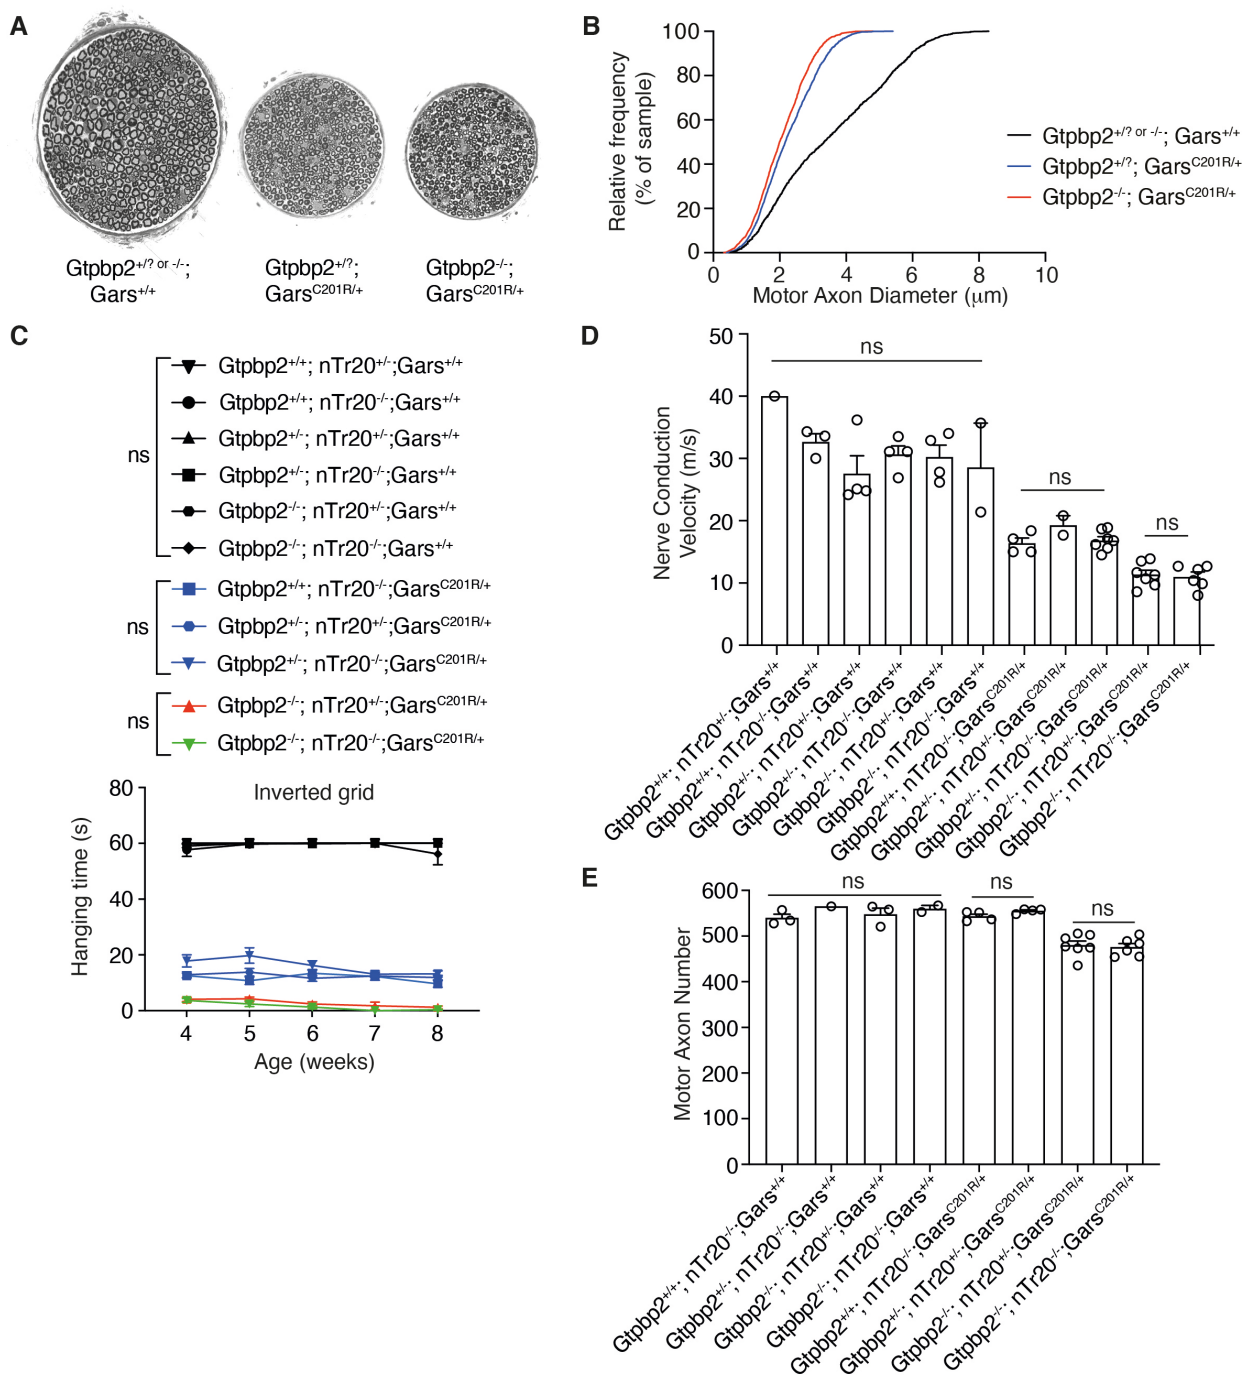 A
Gtpbp2+/? or -/-;
Gars+/+
Gtpbp2+/?;
GarsC201R/+
Gtpbp2-/-;
GarsC201R/+
B
Relative frequency
(% of sample)
100
80
60
40
20
0
0 2 4 6 8 10
Motor Axon Diameter (μm)
Gtpbp2+/? or -/-; Gars+/+
Gtpbp2+/?; GarsC201R/+
Gtpbp2-/-; GarsC201R/+
C
ns
Gtpbp2+/+; nTr20+/-;Gars+/+
Gtpbp2+/+; nTr20-/-;Gars+/+
Gtpbp2+/-; nTr20+/-;Gars+/+
Gtpbp2+/-; nTr20-/-;Gars+/+
Gtpbp2-/-; nTr20+/-;Gars+/+
Gtpbp2-/-; nTr20-/-;Gars+/+
ns
Gtpbp2+/+; nTr20-/-;GarsC201R/+
Gtpbp2+/-; nTr20+/-;GarsC201R/+
Gtpbp2+/-; nTr20-/-;GarsC201R/+
ns
Gtpbp2-/-; nTr20+/-;GarsC201R/+
Gtpbp2-/-; nTr20-/-;GarsC201R/+
Inverted grid
Hanging time (s)
80
60
40
20
0
4 5 6 7 8
Age (weeks)
D
Nerve Conduction
Velocity (m/s)
50
40
30
20
10
0
ns
ns
ns
Gtpbp2+/+; nTr20+/-;Gars+/+
Gtpbp2+/+; nTr20-/-;Gars+/+
Gtpbp2+/-; nTr20+/-;Gars+/+
Gtpbp2+/-; nTr20-/-;Gars+/+
Gtpbp2-/-; nTr20+/-;Gars+/+
Gtpbp2-/-; nTr20-/-;Gars+/+
Gtpbp2+/+; nTr20-/-;GarsC201R/+
Gtpbp2+/-; nTr20+/-;GarsC201R/+
Gtpbp2+/-; nTr20-/-;GarsC201R/+
Gtpbp2-/-; nTr20+/-;GarsC201R/+
Gtpbp2-/-; nTr20-/-;GarsC201R/+
E
Motor Axon Number
600
500
400
300
200
100
0
ns
ns
ns
Gtpbp2+/+; nTr20-/-;Gars+/+
Gtpbp2+/-; nTr20-/-;Gars+/+
Gtpbp2-/-; nTr20+/-;Gars+/+
Gtpbp2-/-; nTr20-/-;Gars+/+
Gtpbp2+/+; nTr20-/-;GarsC201R/+
Gtpbp2+/-; nTr20+/-;GarsC201R/+
Gtpbp2-/-; nTr20+/-;GarsC201R/+
Gtpbp2-/-; nTr20-/-;GarsC201R/+